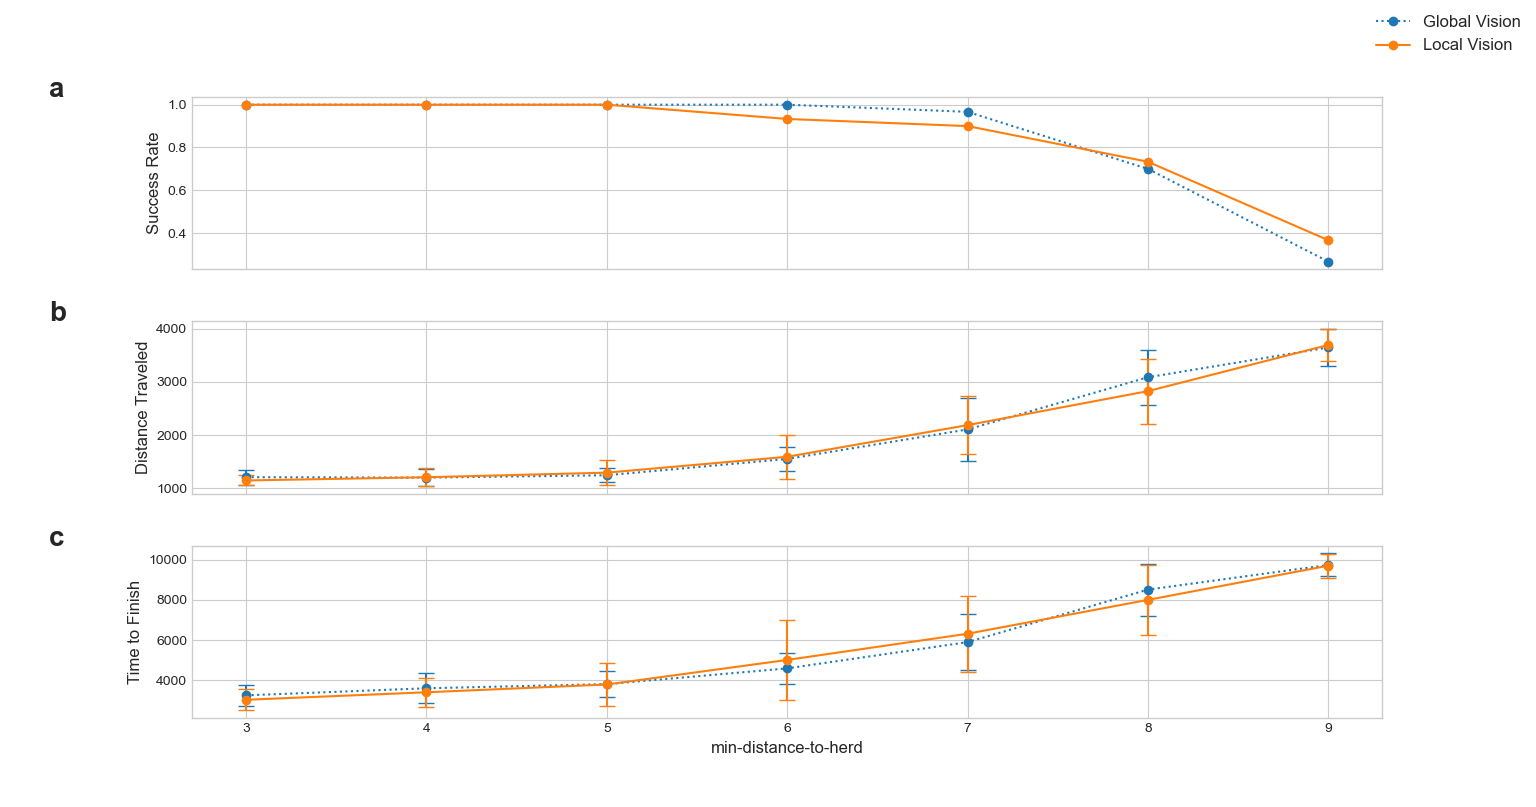 Global Vision
Local Vision
a
1.0
0.8
0.6
0.4
Success Rate
b
4000
3000
2000
1000
Distance Traveled
c
10000
8000
6000
4000
Time to Finish
3 4 5 6 7 8 9
min-distance-to-herd